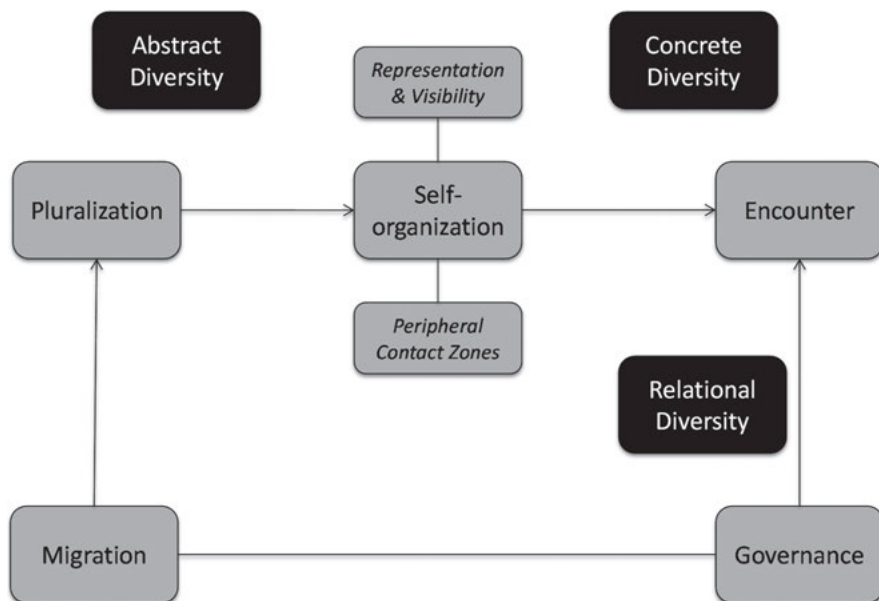 Abstract
Diversity
Representation
& Visibility
Concrete
Diversity
Pluralization
Self-
organization
Encounter
Peripheral
Contact Zones
Relational
Diversity
Migration
Governance